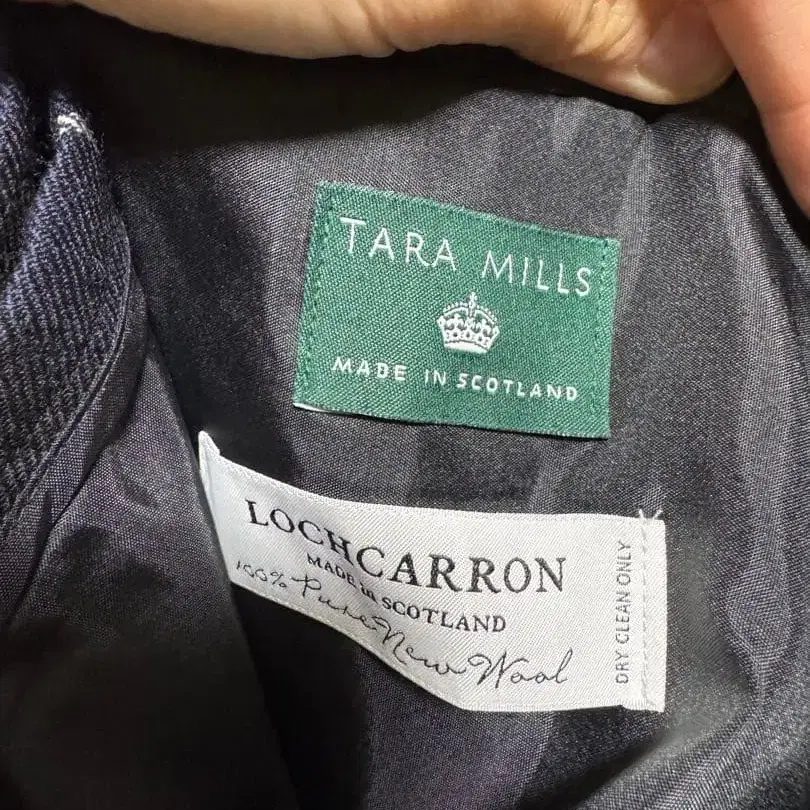 TARA MILLS
MADE IN SCOTLAND
LOCHCARRON
MADE in SCOTLAND
100% Pure New Wool
DRY CLEAN ONLY